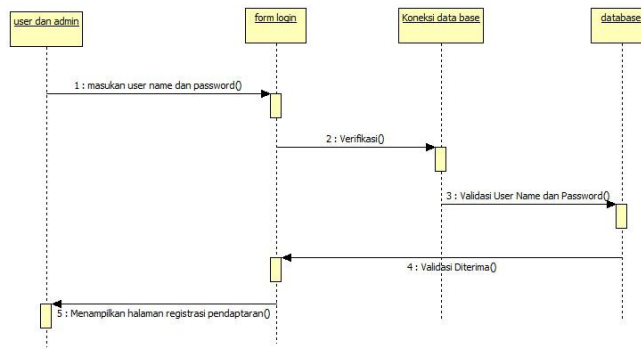 user dan admin
form login
Koneksi data base
database
1 : masukan user name dan password()
2 : Verifikasi()
3 : Validasi User Name dan Password()
4 : Validasi Diterima()
5 : Menampilkan halaman registrasi pendaptaran()